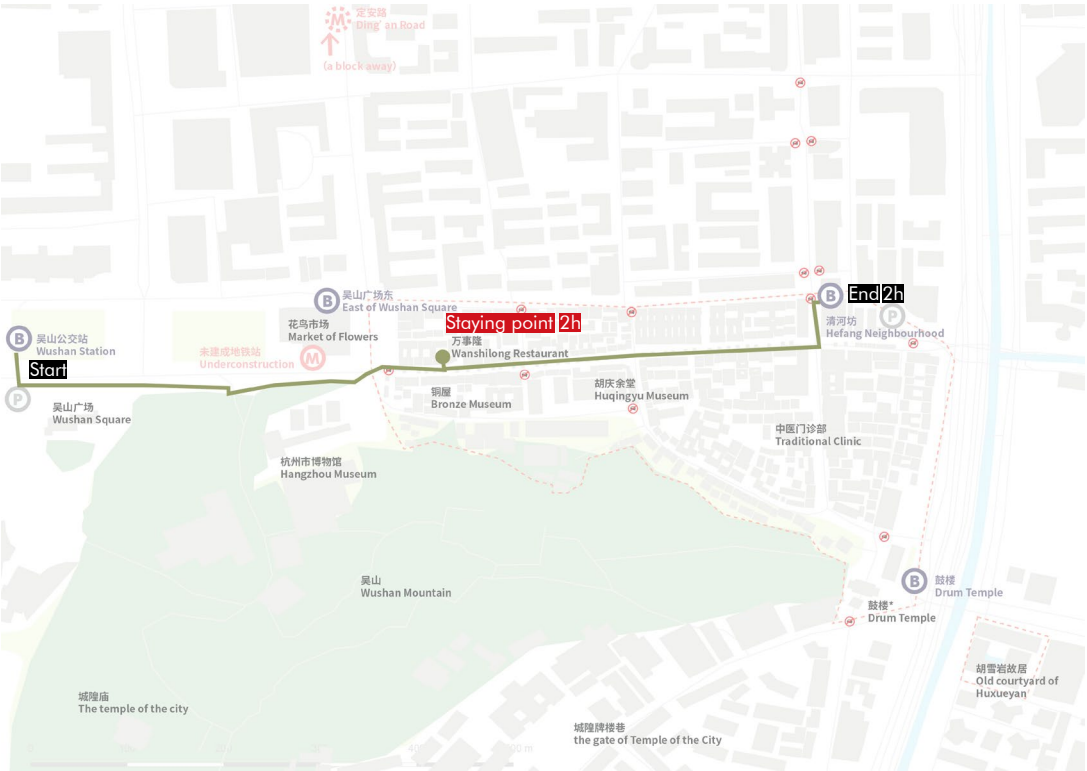 定安路
M
Ding' an Road
(a block away)
B
吴山广场东
East of Wushan Square
End 2h
B
P
清河坊
Hefang Neighbourhood
Staying point 2h
花鸟市场
Market of Flowers
B
吴山公交站
Wushan Station
未建成地铁站
Underconstruction
M
万事隆
Wanshilong Restaurant
Start
P
吴山广场
Wushan Square
铜屋
Bronze Museum
胡庆余堂
Huqingyu Museum
中医门诊部
Traditional Clinic
杭州市博物馆
Hangzhou Museum
吴山
Wushan Mountain
B
鼓楼
Drum Temple
鼓楼*
Drum Temple
胡雪岩故居
Old courtyard of
Huxueyan
城隍庙
The temple of the city
城隍牌楼巷
the gate of Temple of the City
0